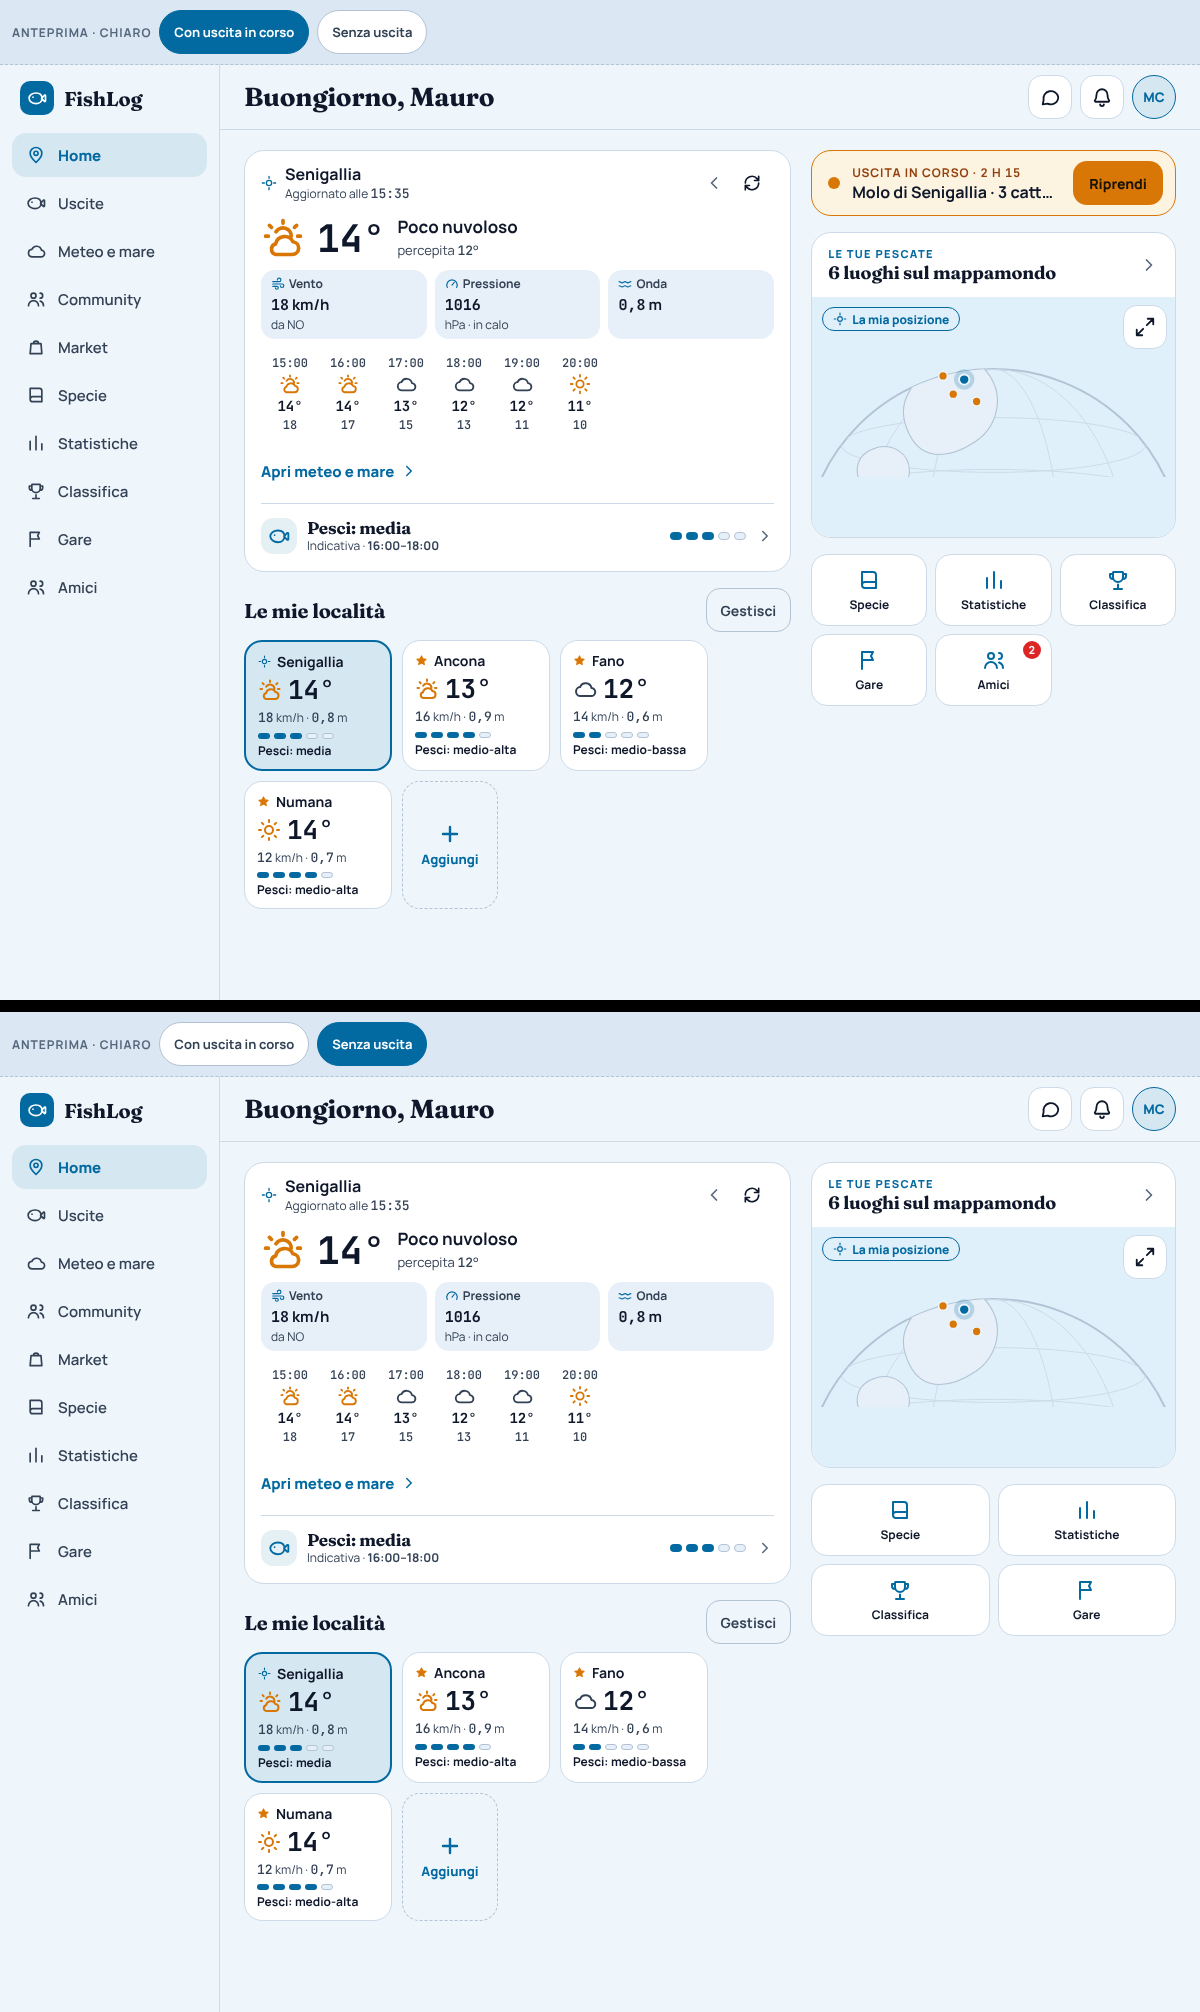 ANTEPRIMA · CHIARO
Con uscita in corso
Senza uscita
FishLog
Home
Uscite
Meteo e mare
Community
Market
Specie
Statistiche
Classifica
Gare
Amici
Buongiorno, Mauro
MC
Senigallia
Aggiornato alle 15:35
14°
Poco nuvoloso
percepita 12°
Vento
18 km/h
da NO
Pressione
1016
hPa · in calo
Onda
0,8 m
15:00 16:00 17:00 18:00 19:00 20:00
14° 14° 13° 12° 12° 11°
18 17 15 13 11 10
Apri meteo e mare
Pesci: media
Indicativa · 16:00–18:00
Le mie località
Gestisci
Senigallia
14°
18 km/h · 0,8 m
Pesci: media
Ancona
13°
16 km/h · 0,9 m
Pesci: medio-alta
Fano
12°
14 km/h · 0,6 m
Pesci: medio-bassa
Numana
14°
12 km/h · 0,7 m
Pesci: medio-alta
Aggiungi
USCITA IN CORSO · 2 H 15
Molo di Senigallia · 3 catt…
Riprendi
LE TUE PESCATE
6 luoghi sul mappamondo
La mia posizione
Specie
Statistiche
Classifica
Gare
2
Amici
ANTEPRIMA · CHIARO
Con uscita in corso
Senza uscita
FishLog
Home
Uscite
Meteo e mare
Community
Market
Specie
Statistiche
Classifica
Gare
Amici
Buongiorno, Mauro
MC
Senigallia
Aggiornato alle 15:35
14°
Poco nuvoloso
percepita 12°
Vento
18 km/h
da NO
Pressione
1016
hPa · in calo
Onda
0,8 m
15:00 16:00 17:00 18:00 19:00 20:00
14° 14° 13° 12° 12° 11°
18 17 15 13 11 10
Apri meteo e mare
Pesci: media
Indicativa · 16:00–18:00
Le mie località
Gestisci
Senigallia
14°
18 km/h · 0,8 m
Pesci: media
Ancona
13°
16 km/h · 0,9 m
Pesci: medio-alta
Fano
12°
14 km/h · 0,6 m
Pesci: medio-bassa
Numana
14°
12 km/h · 0,7 m
Pesci: medio-alta
Aggiungi
LE TUE PESCATE
6 luoghi sul mappamondo
La mia posizione
Specie
Statistiche
Classifica
Gare